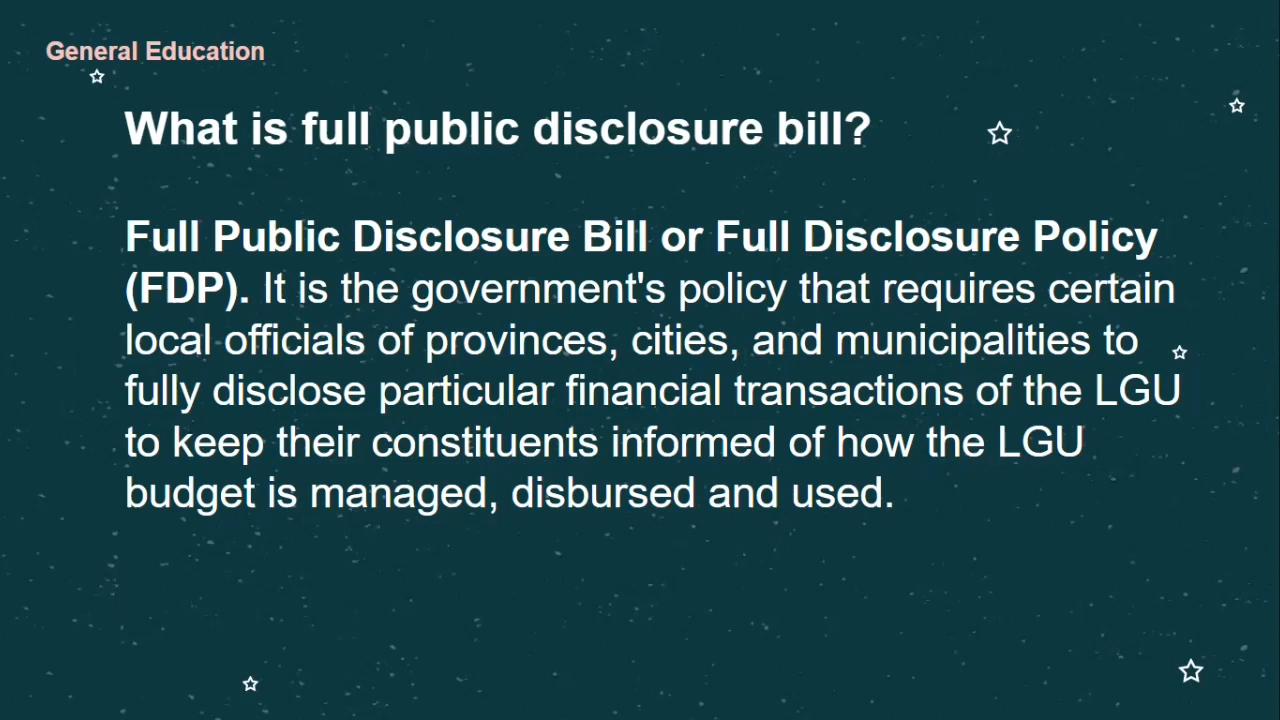 General Education
What is full public disclosure bill?
Full Public Disclosure Bill or Full Disclosure Policy
(FDP). It is the government's policy that requires certain
local officials of provinces, cities, and municipalities to
fully disclose particular financial transactions of the LGU
to keep their constituents informed of how the LGU
budget is managed, disbursed and used.